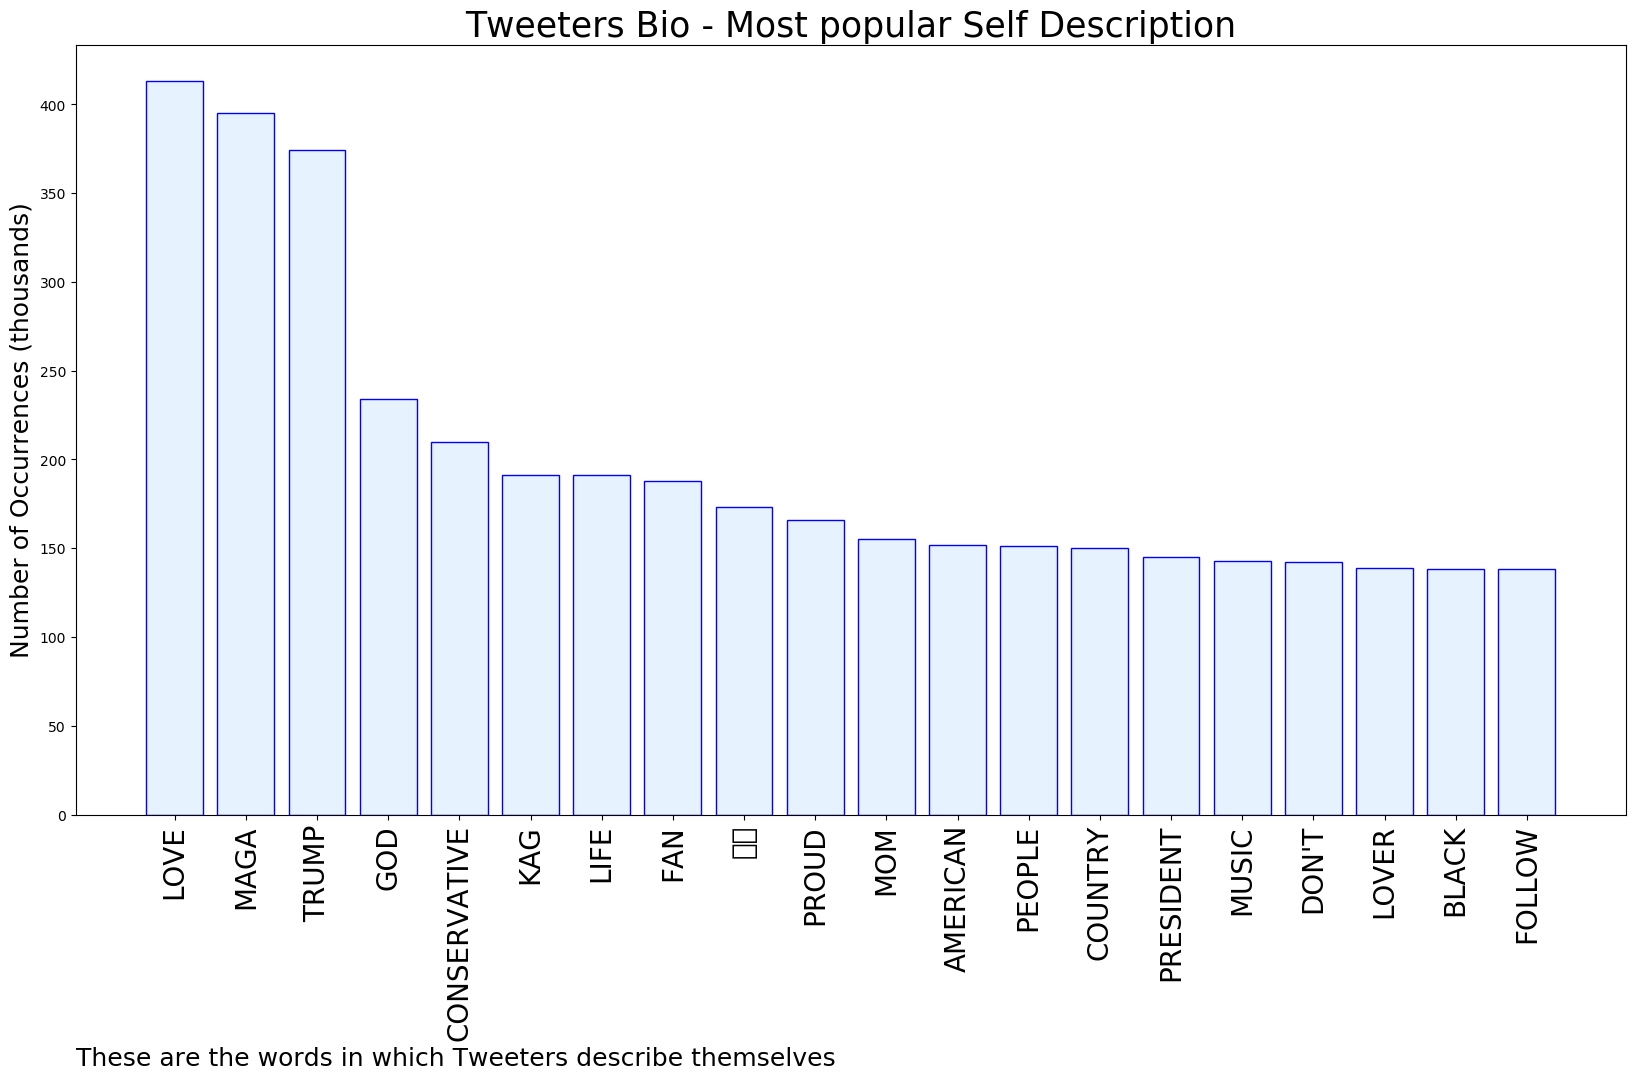 Tweeters Bio - Most popular Self Description
Number of Occurrences (thousands)
400
350
300
250
200
150
100
50
0
LOVE
MAGA
TRUMP
GOD
CONSERVATIVE
KAG
LIFE
FAN
PROUD
MOM
AMERICAN
PEOPLE
COUNTRY
PRESIDENT
MUSIC
DON'T
LOVER
BLACK
FOLLOW
These are the words in which Tweeters describe themselves